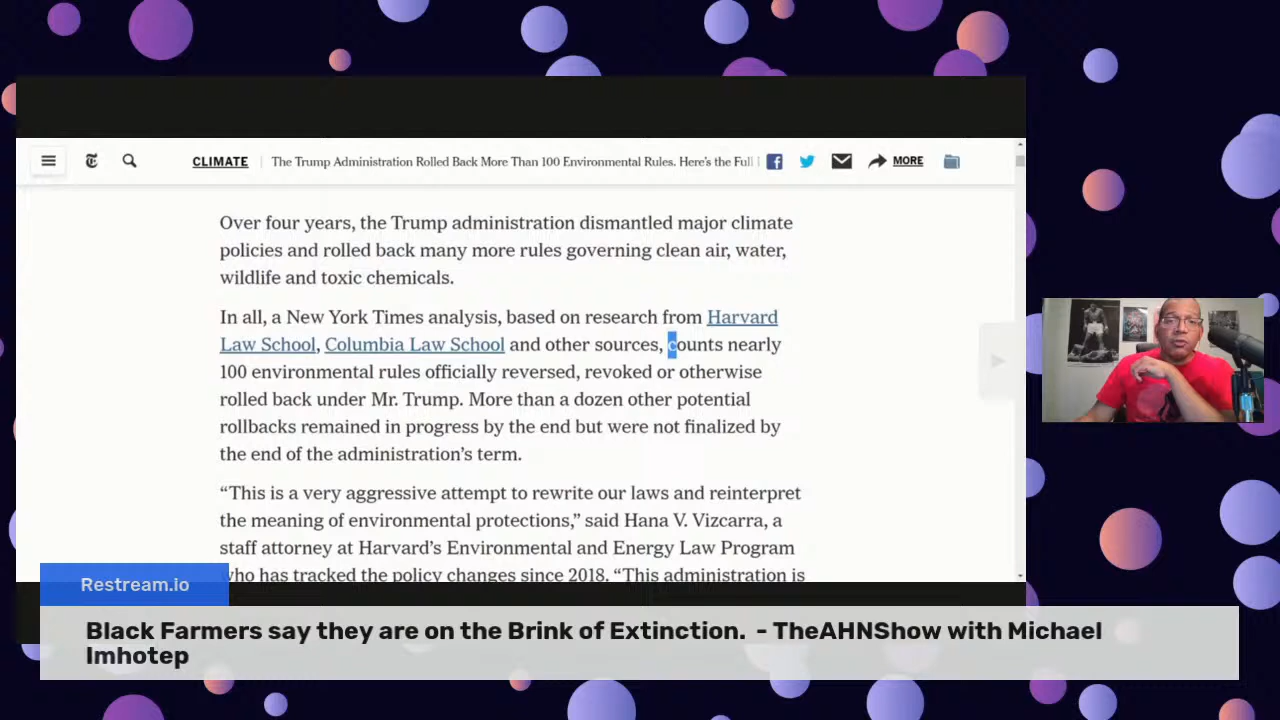 CLIMATE
The Trump Administration Rolled Back More Than 100 Environmental Rules. Here's the Full
MORE
Over four years, the Trump administration dismantled major climate
policies and rolled back many more rules governing clean air, water,
wildlife and toxic chemicals.
In all, a New York Times analysis, based on research from Harvard
Law School, Columbia Law School and other sources, counts nearly
100 environmental rules officially reversed, revoked or otherwise
rolled back under Mr. Trump. More than a dozen other potential
rollbacks remained in progress by the end but were not finalized by
the end of the administration's term.
“This is a very aggressive attempt to rewrite our laws and reinterpret
the meaning of environmental protections,” said Hana V. Vizcarra, a
staff attorney at Harvard's Environmental and Energy Law Program
who has tracked the policy changes since 2018. “This administration is
Restream.io
Black Farmers say they are on the Brink of Extinction. - TheAHNShow with Michael
Imhotep